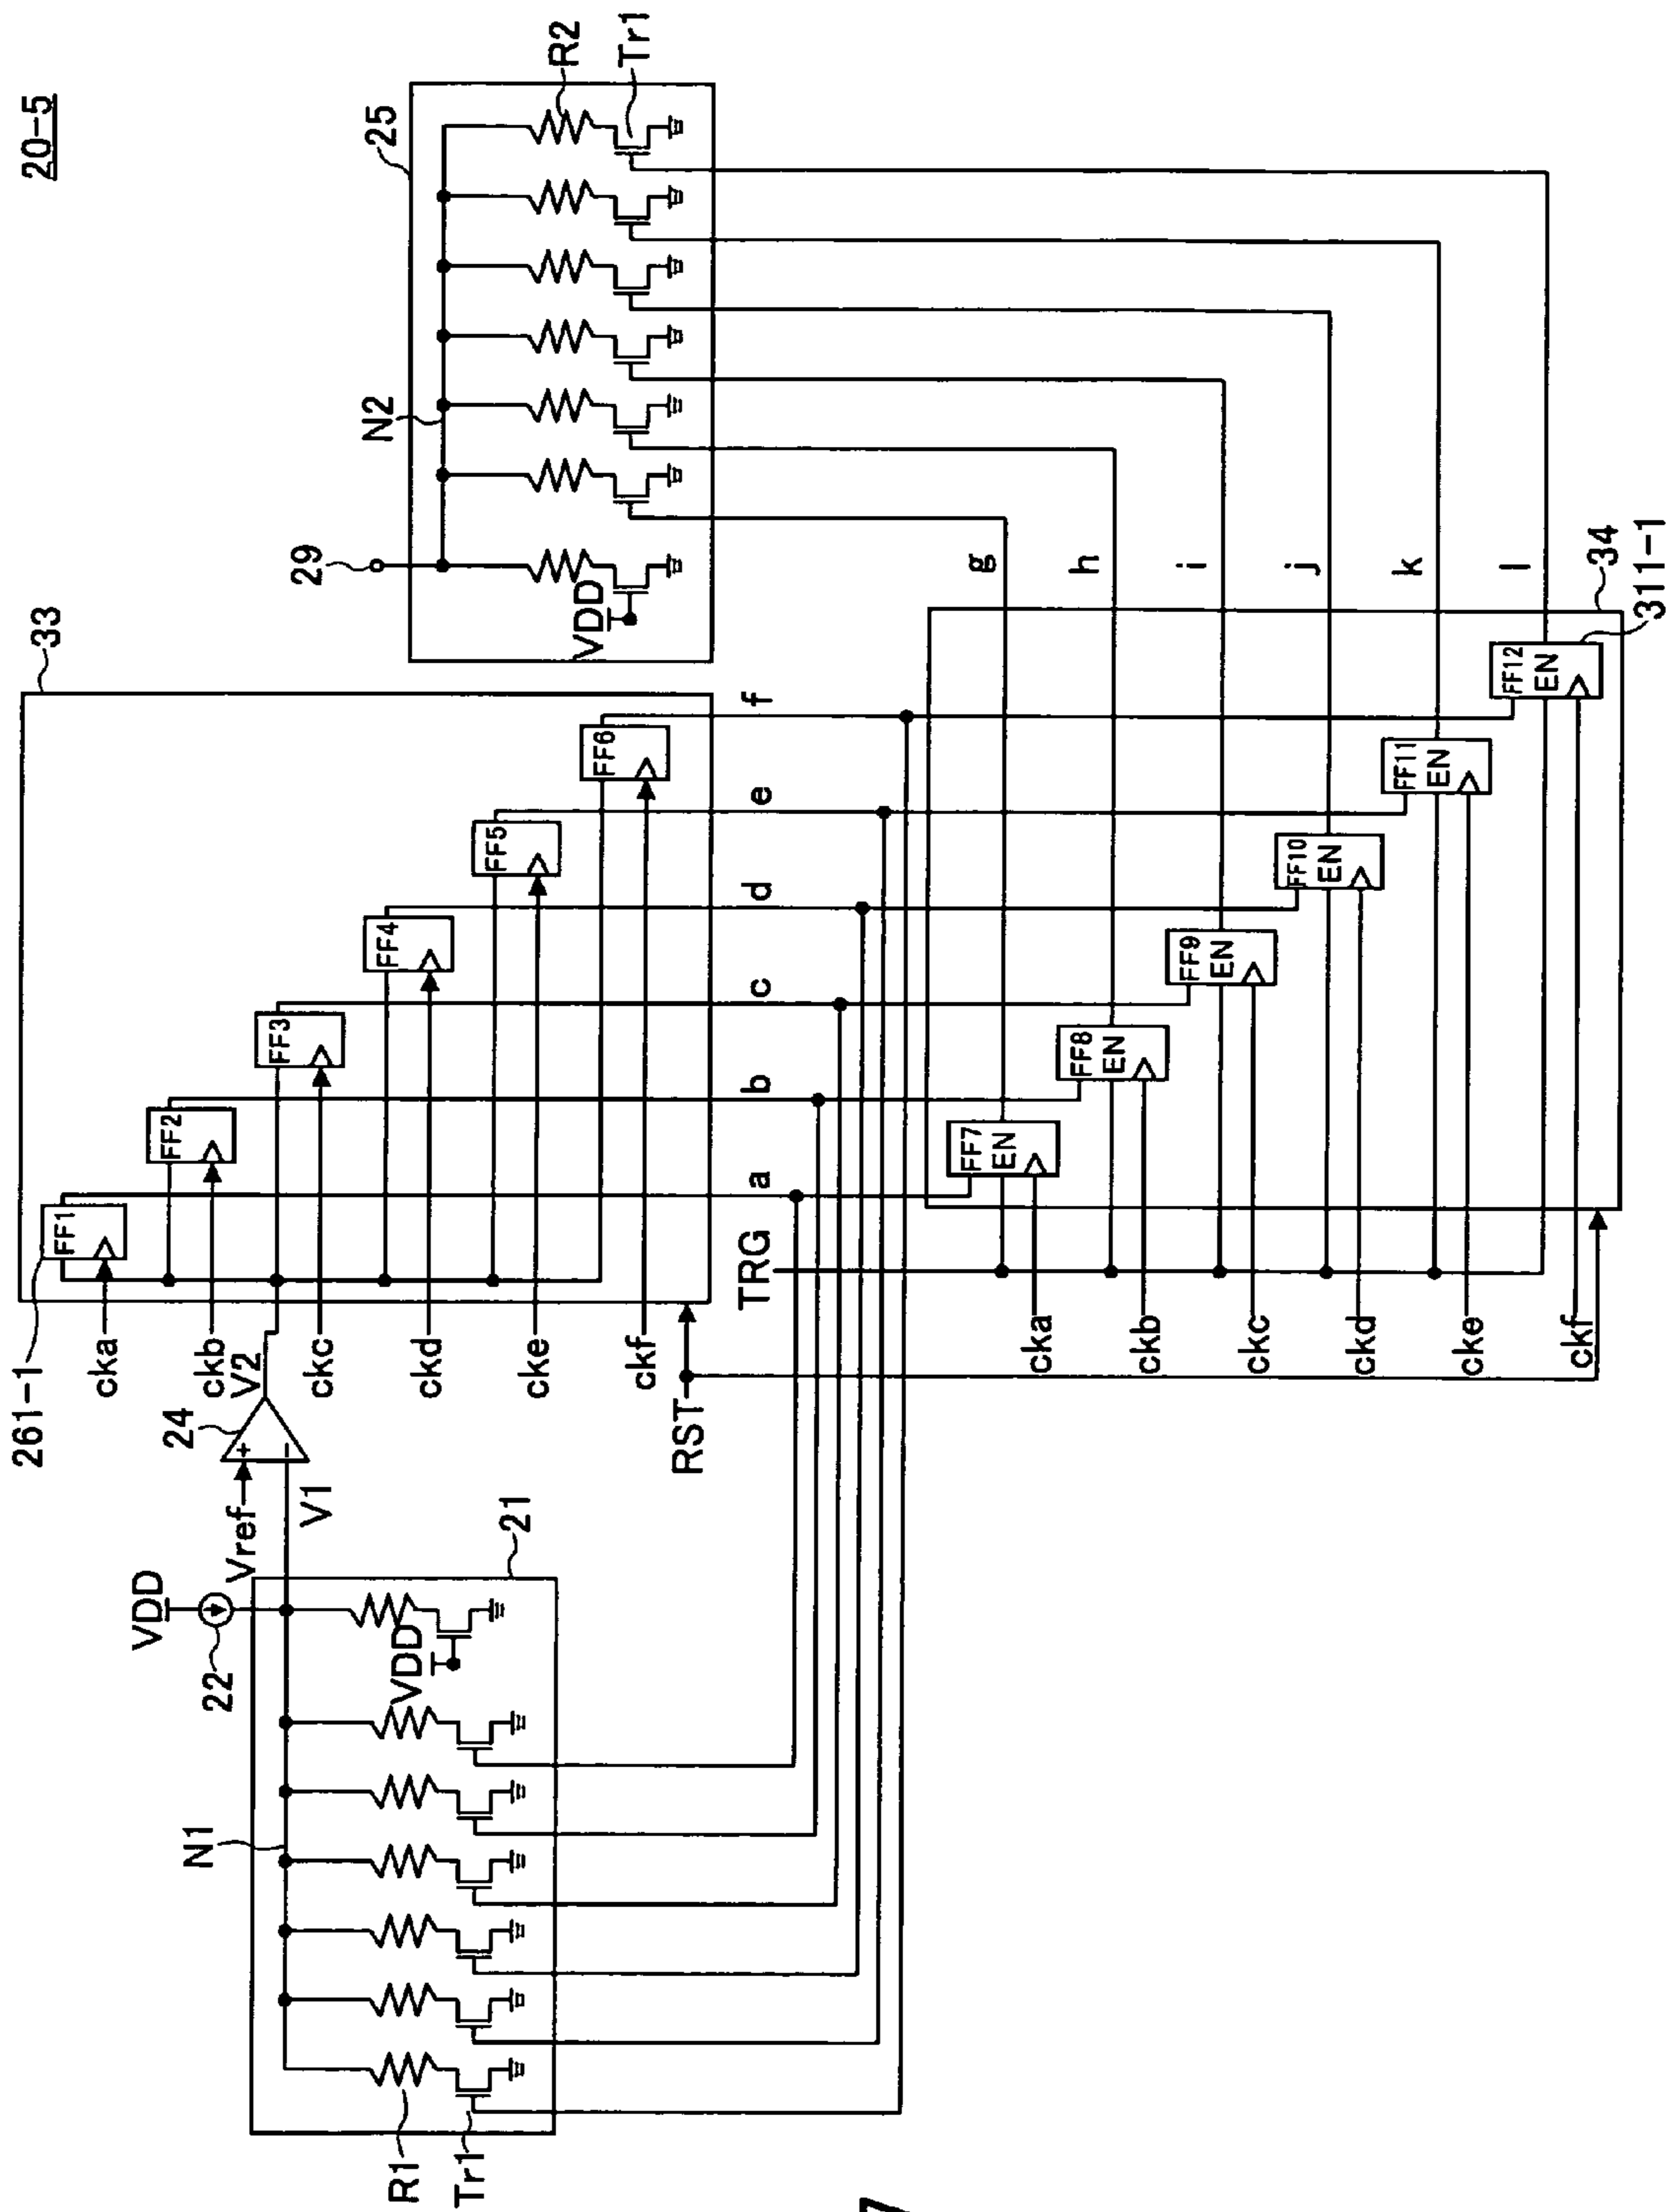 20-5
33
25
29
N2
R2
Tr1
VDD
261-1
FF1
FF2
FF3
FF4
FF5
FF6
cka
ckb
ckc
ckd
cke
ckf
VDD
22
Vref
24
+
-
V1
V2
N1
21
VDD
R1
Tr1
RST
a
b
c
d
e
f
TRG
g
h
i
j
k
l
FF7
EN
FF8
EN
FF9
EN
FF10
EN
FF11
EN
FF12
EN
cka
ckb
ckc
ckd
cke
ckf
34
311-1
7